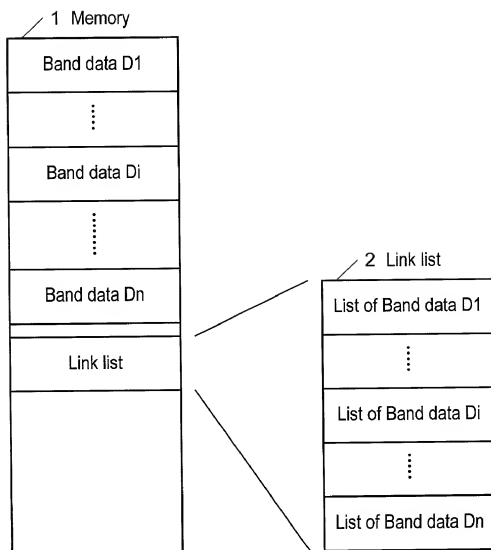 1 Memory
Band data D1
Band data Di
Band data Dn
Link list
2 Link list
List of Band data D1
List of Band data Di
List of Band data Dn